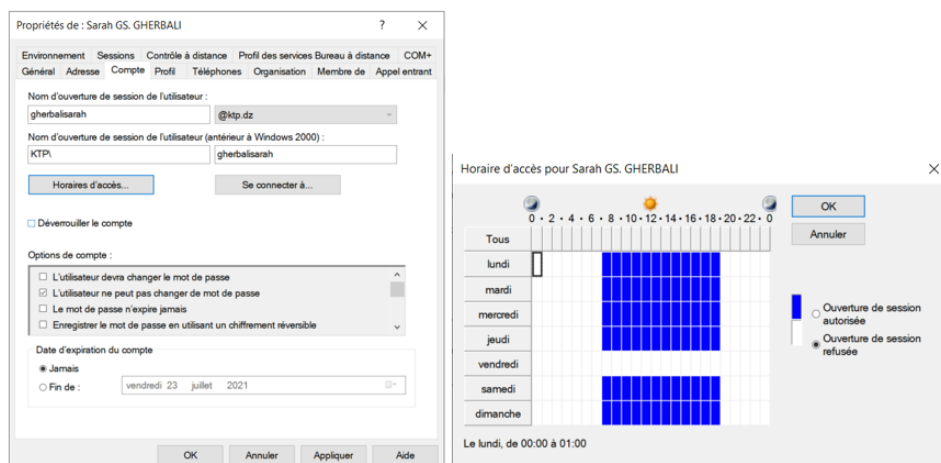 Propriétés de : Sarah GS. GHERBALI
Environnement Sessions Contrôle à distance Profil des services Bureau à distance COM+
Général Adresse Compte Profil Téléphones Organisation Membre de Appel entrant
Nom d'ouverture de session de l'utilisateur :
gherbalisarah @ktp.dz
Nom d'ouverture de session de l'utilisateur (antérieur à Windows 2000) :
KTP\ gherbalisarah
Horaires d'accès... Se connecter à...
Déverrouiller le compte
Options de compte :
L'utilisateur devra changer le mot de passe
L'utilisateur ne peut pas changer de mot de passe
Le mot de passe n'expire jamais
Enregistrer le mot de passe en utilisant un chiffrement réversible
Date d'expiration du compte
Jamais
Fin de : vendredi 23 juillet 2021
OK Annuler Appliquer Aide
Horaire d'accès pour Sarah GS. GHERBALI
0 · 2 · 4 · 6 · 8 · 10 · 12 · 14 · 16 · 18 · 20 · 22 · 0
Tous
lundi
mardi
mercredi
jeudi
vendredi
samedi
dimanche
OK
Annuler
Ouverture de session
autorisée
Ouverture de session
refusée
Le lundi, de 00:00 à 01:00